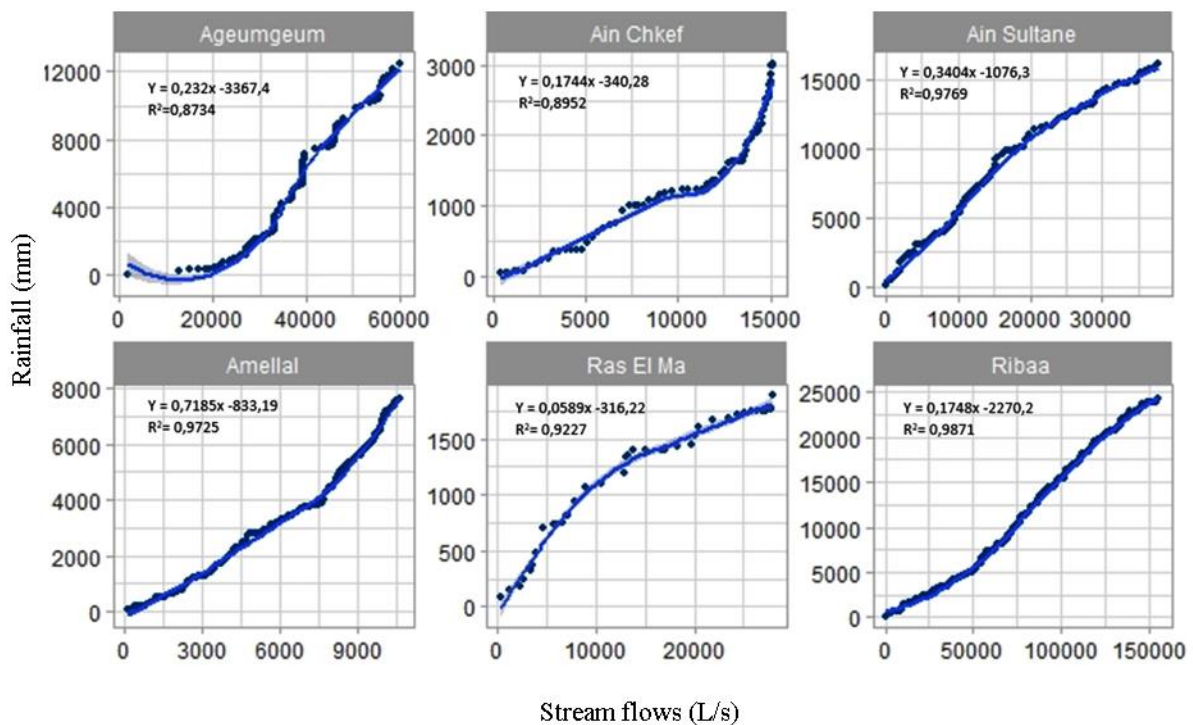 Ageumgeum
Ain Chkef
Ain Sultane
Y = 0,232x -3367,4
R²=0,8734
Y = 0,1744x -340,28
R²=0,8952
Y = 0,3404x -1076,3
R²=0,9769
12000
8000
4000
0
3000
2000
1000
0
15000
10000
5000
0
0 20000 40000 60000
0 5000 10000 15000
0 10000 20000 30000
Rainfall (mm)
Amellal
Ras El Ma
Ribaa
Y = 0,7185x -833,19
R²= 0,9725
Y = 0,0589x -316,22
R²= 0,9227
Y = 0,1748x -2270,2
R²= 0,9871
8000
6000
4000
2000
0
1500
1000
500
0
25000
20000
15000
10000
5000
0
0 3000 6000 9000
0 10000 20000
0 50000 100000 150000
Stream flows (L/s)